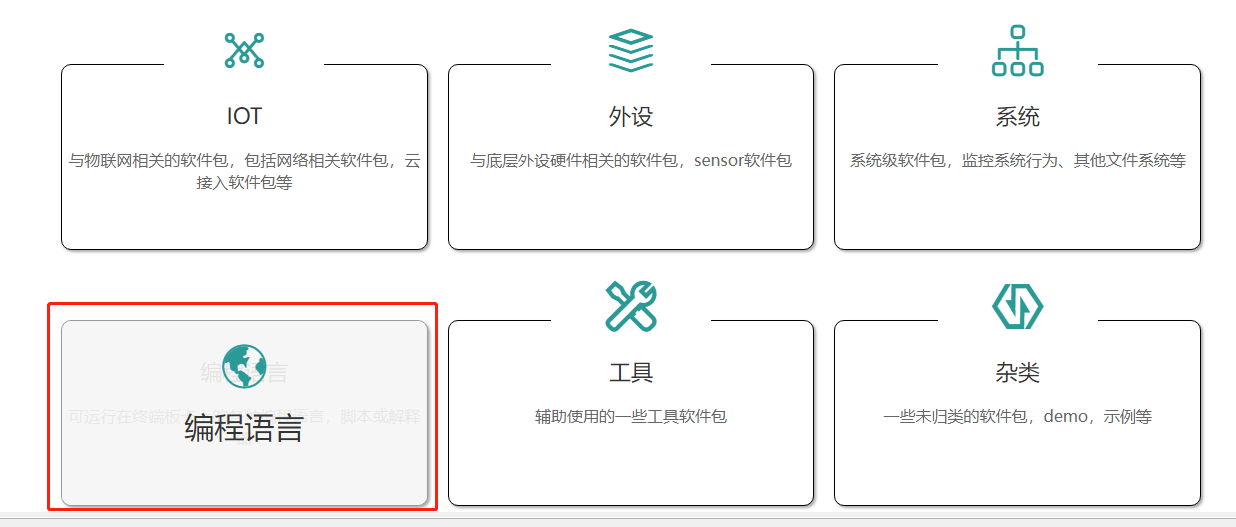 IOT
与物联网相关的软件包，包括网络相关软件包，云
接入软件包等
外设
与底层外设硬件相关的软件包，sensor软件包
系统
系统级软件包，监控系统行为、其他文件系统等
编程语言
可运行在终端板
语言，脚本或解释
编程语言
工具
辅助使用的一些工具软件包
杂类
一些未归类的软件包，demo，示例等